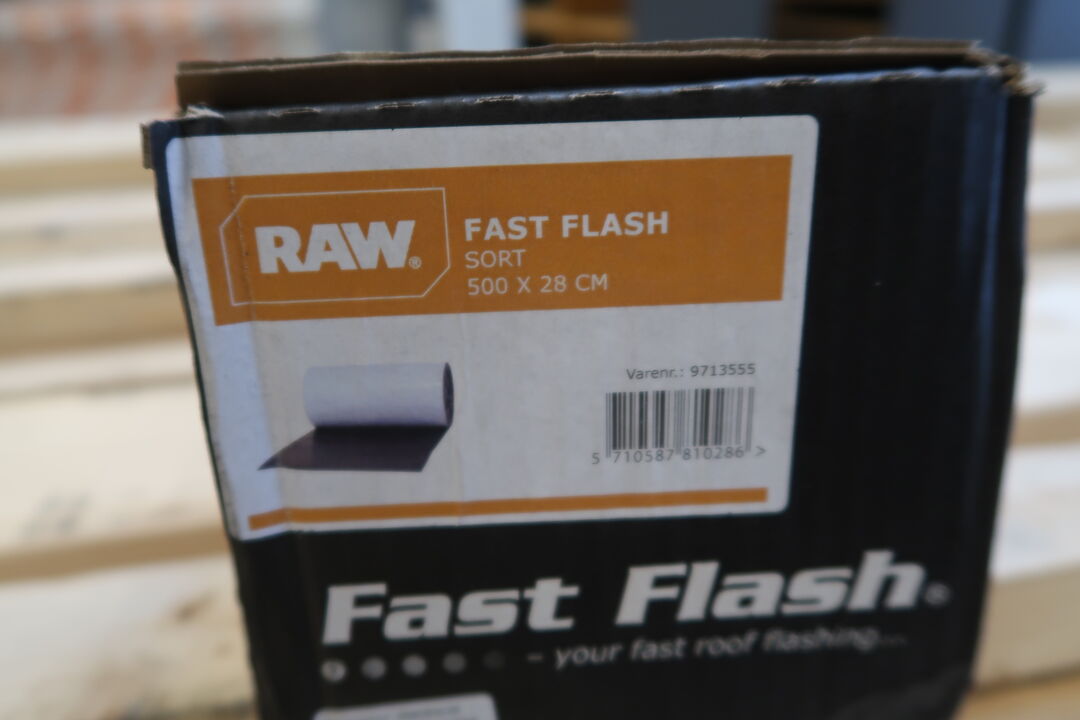 RAW®
FAST FLASH
SORT
500 X 28 CM
Varenr.: 9713555
5 710587 810286 >
Fast Flash®
– your fast roof flashing...